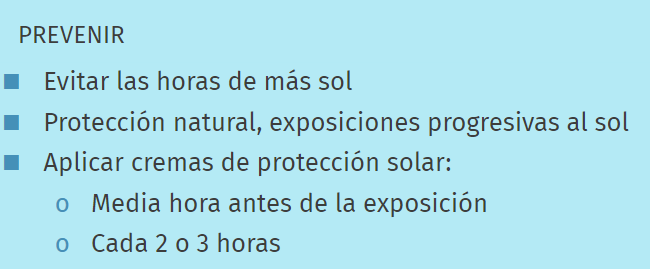 PREVENIR
■ Evitar las horas de más sol
■ Protección natural, exposiciones progresivas al sol
■ Aplicar cremas de protección solar:
o Media hora antes de la exposición
o Cada 2 o 3 horas